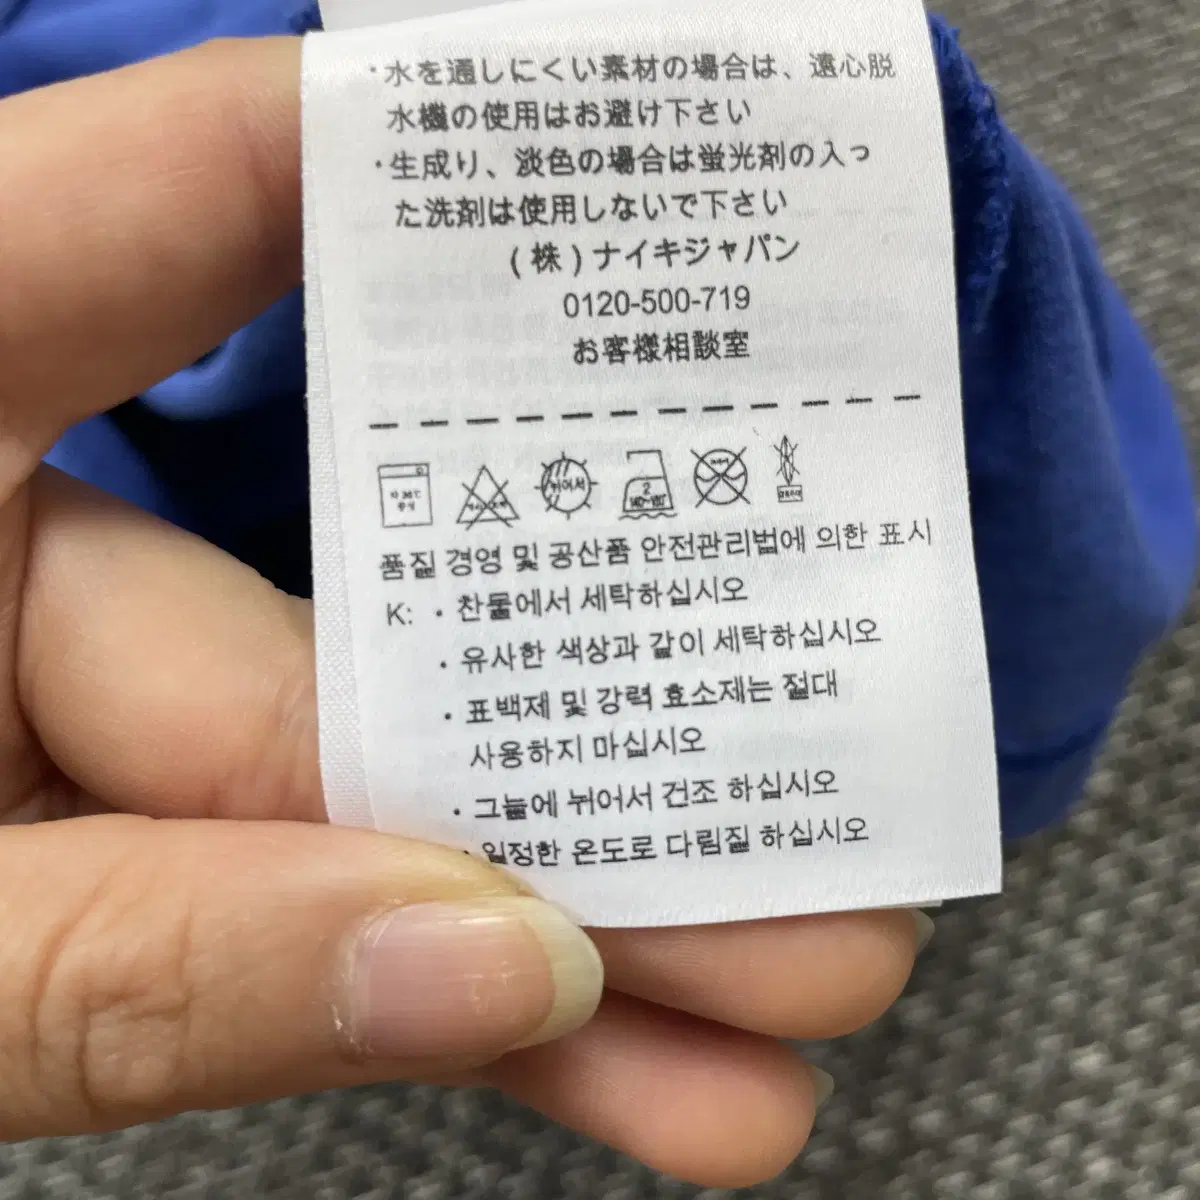 ・水を通しにくい素材の場合は、遠心脱
水機の使用はお避け下さい
・生成り、淡色の場合は蛍光剤の入っ
た洗剤は使用しないで下さい
(株)ナイキジャパン
0120-500-719
お客様相談室
뉘어서
2
품질 경영 및 공산품 안전관리법에 의한 표시
K: · 찬물에서 세탁하십시오
· 유사한 색상과 같이 세탁하십시오
· 표백제 및 강력 효소제는 절대
사용하지 마십시오
· 그늘에 뉘어서 건조 하십시오
· 일정한 온도로 다림질 하십시오